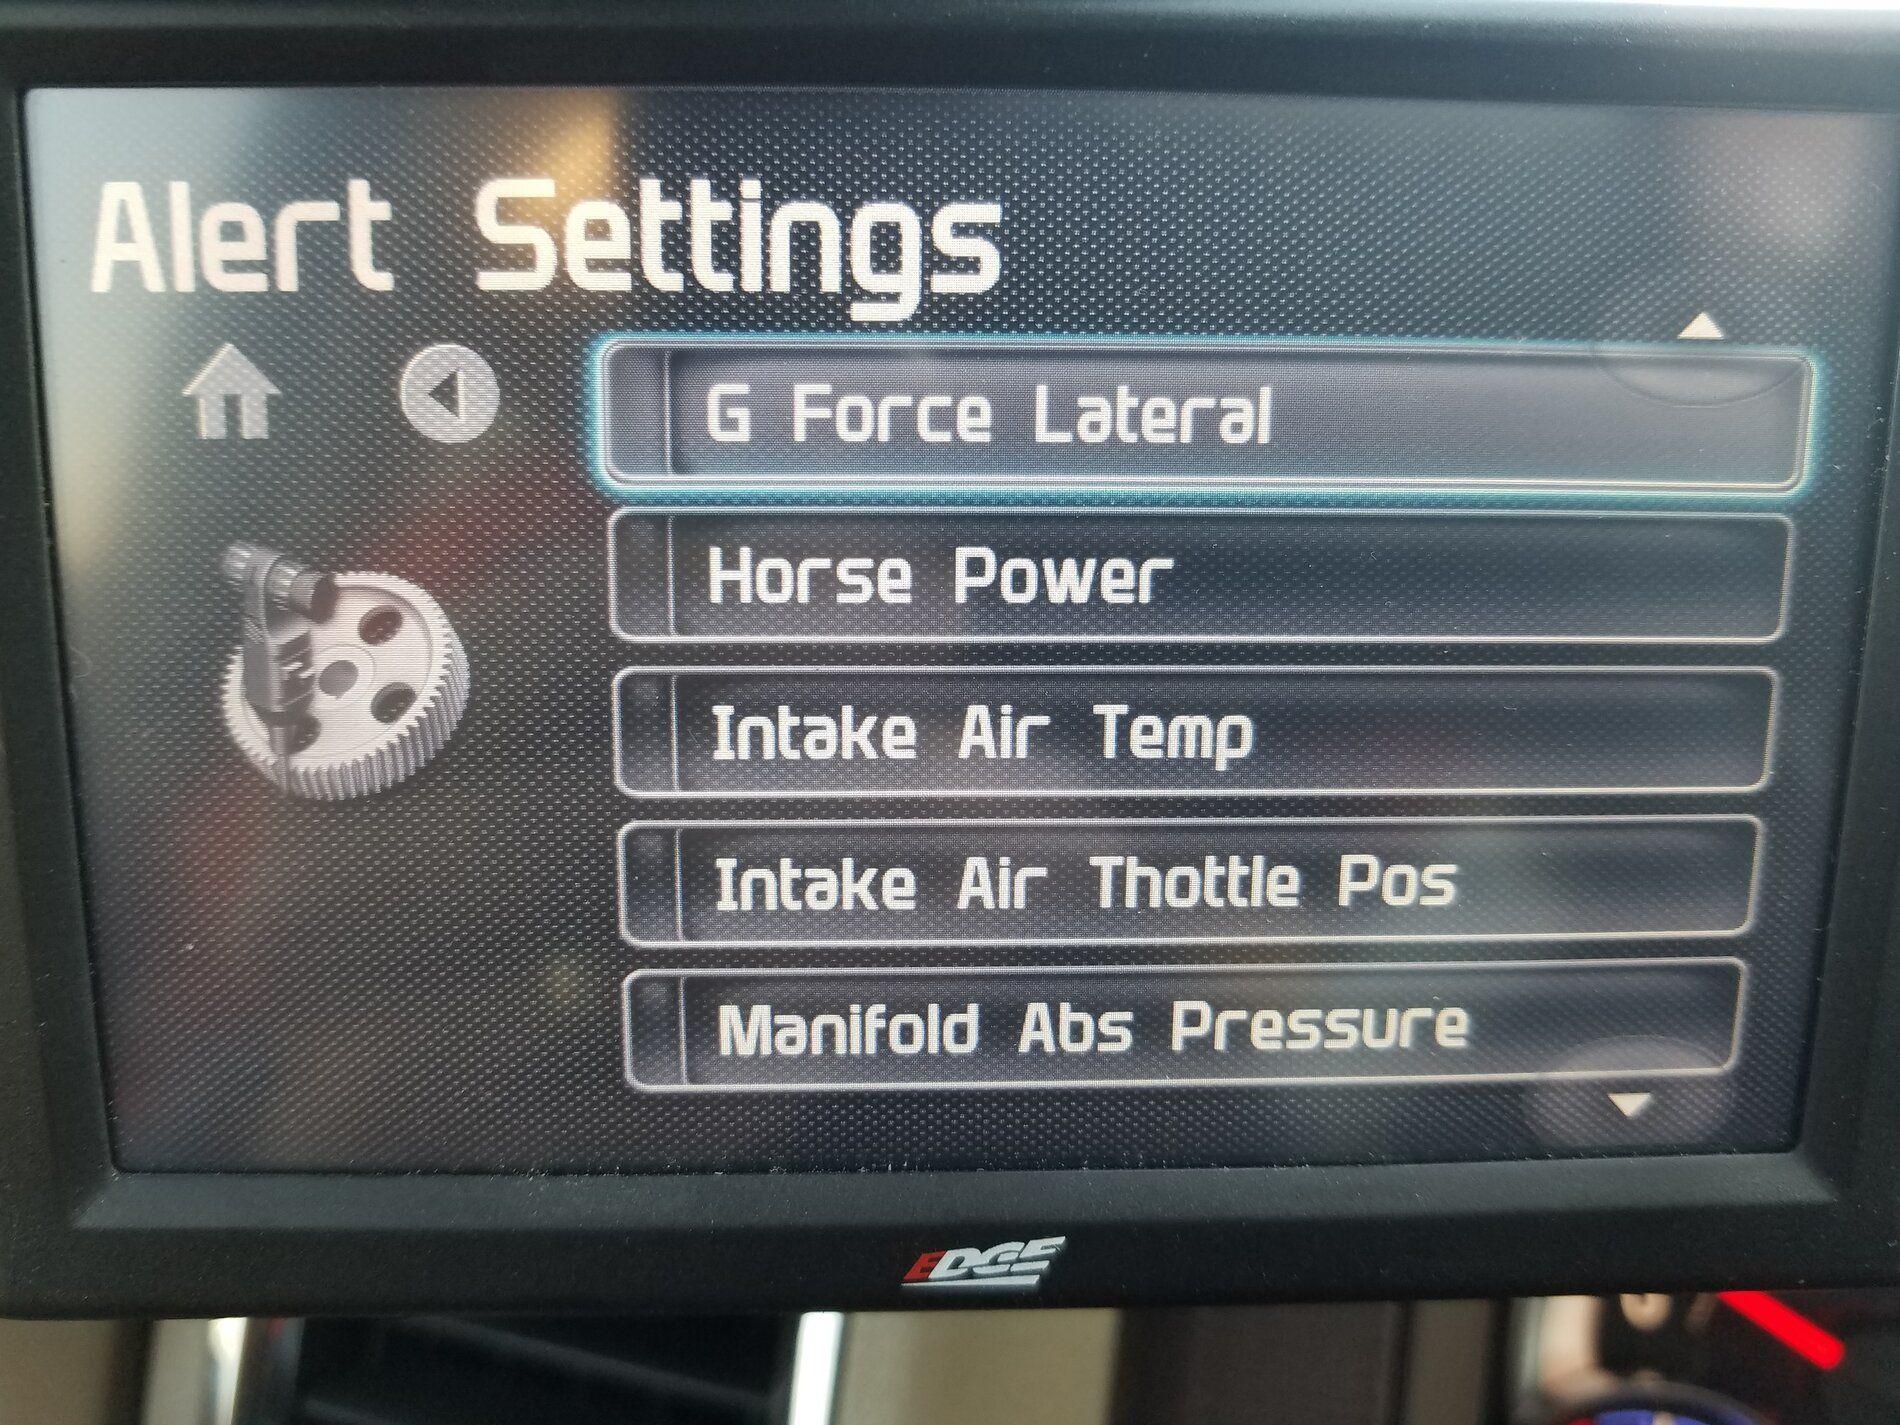 Alert Settings
G Force Lateral
Horse Power
Intake Air Temp
Intake Air Thottle Pos
Manifold Abs Pressure
EDGE